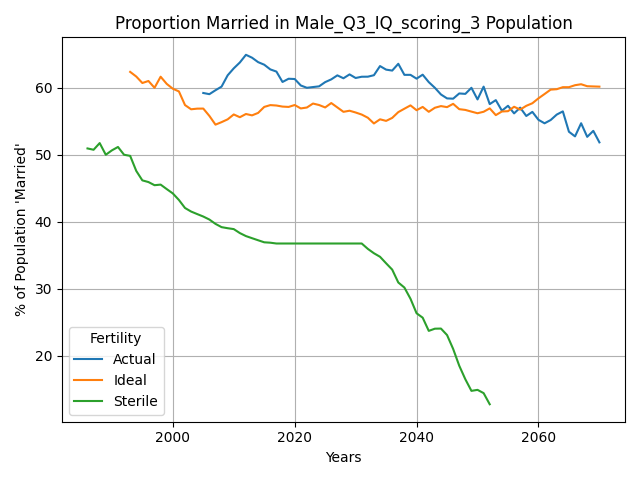 Proportion Married in Male_Q3_IQ_scoring_3 Population
% of Population 'Married'
60
50
40
30
20
Fertility
Actual
Ideal
Sterile
2000
2020
2040
2060
Years